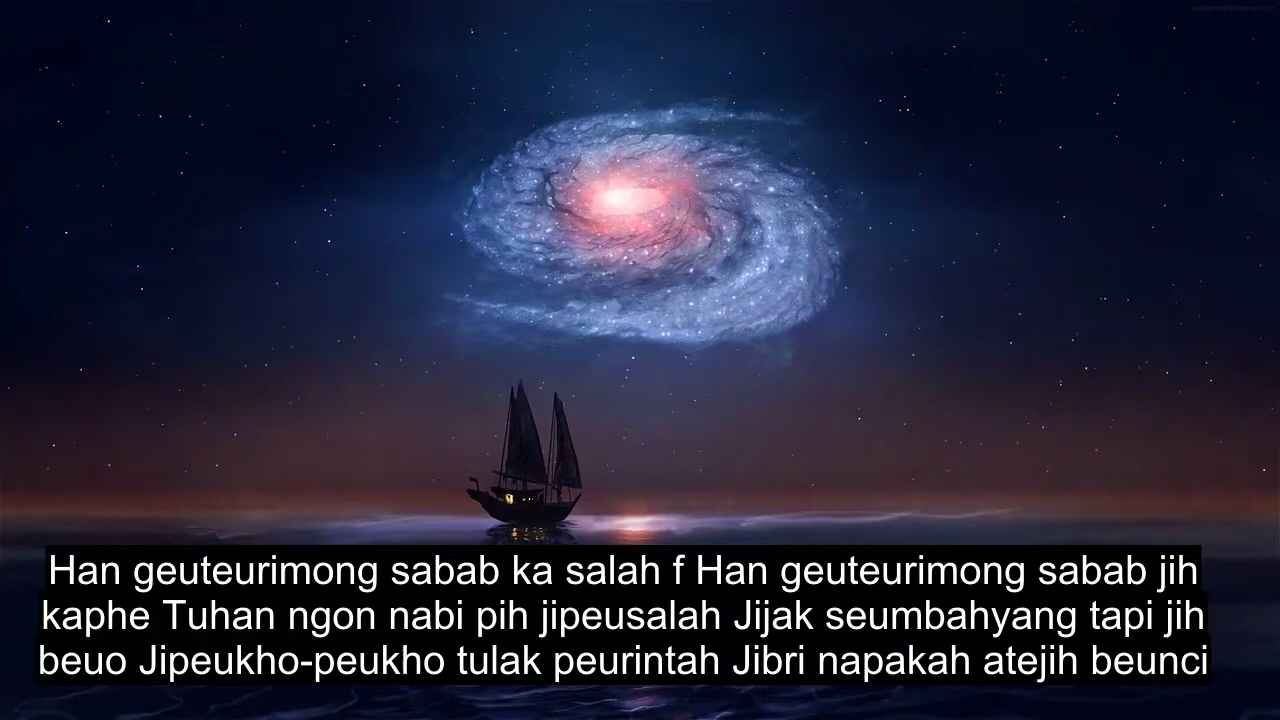 Han geuteurimong sabab ka salah f Han geuteurimong sabab jih
kaphe Tuhan ngon nabi pih jipeusalah Jijak seumbahyang tapi jih
beuo Jipeukho-peukho tulak peurintah Jibri napakah atejih beunci